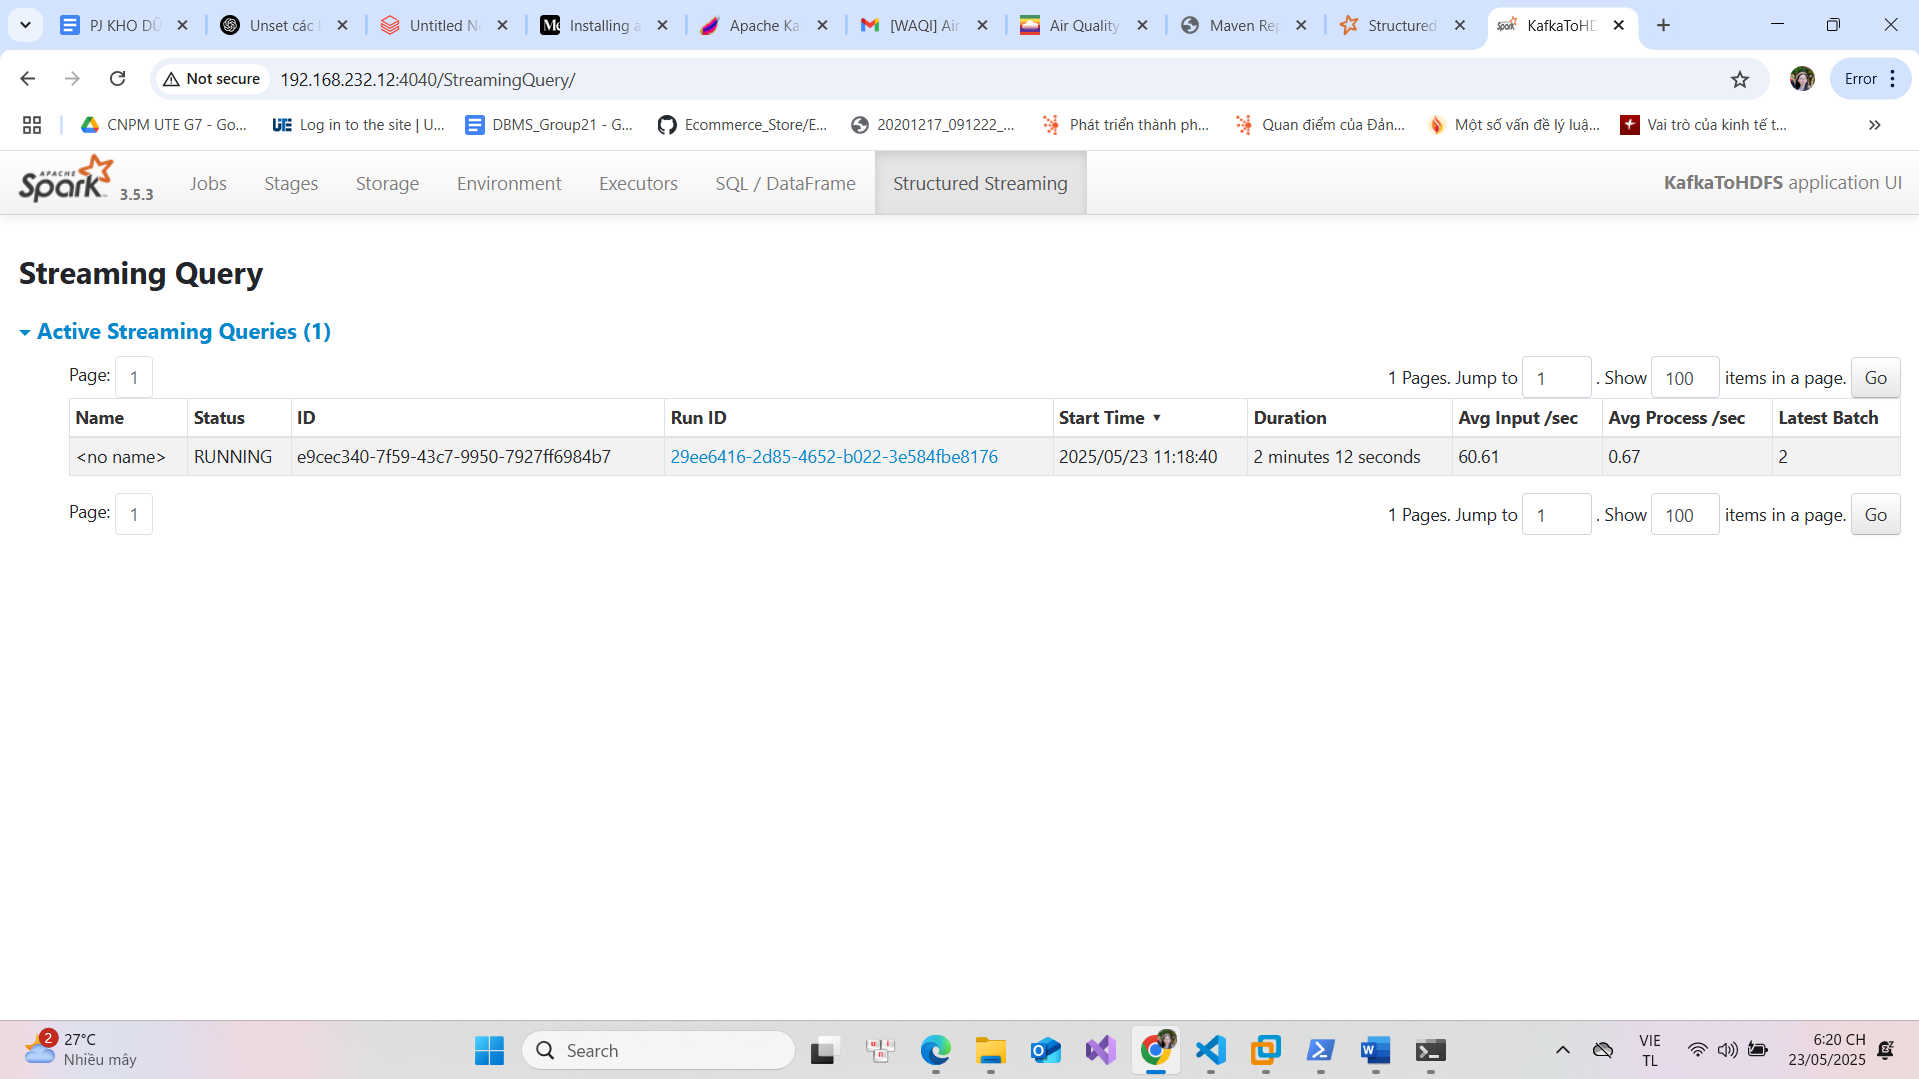 PJ KHO DŨ
Unset các l
Untitled No
Installing a
Apache Ka
[WAQI] Air
Air Quality
Maven Rep
Structured
KafkaToHD
Not secure
192.168.232.12:4040/StreamingQuery/
Error
CNPM UTE G7 - Go...
Log in to the site | U...
DBMS_Group21 - G...
Ecommerce_Store/E...
20201217_091222_...
Phát triển thành ph...
Quan điểm của Đản...
Một số vấn đề lý luậ...
Vai trò của kinh tế t...
APACHE Spark 3.5.3
Jobs
Stages
Storage
Environment
Executors
SQL / DataFrame
Structured Streaming
KafkaToHDFS application UI
Streaming Query
Active Streaming Queries (1)
Page: 1
1 Pages. Jump to 1 . Show 100 items in a page. Go
Name Status ID Run ID Start Time ▾ Duration Avg Input /sec Avg Process /sec Latest Batch
<no name> RUNNING e9cec340-7f59-43c7-9950-7927ff6984b7 29ee6416-2d85-4652-b022-3e584fbe8176 2025/05/23 11:18:40 2 minutes 12 seconds 60.61 0.67 2
Page: 1
1 Pages. Jump to 1 . Show 100 items in a page. Go
2
27°C
Nhiều mây
Search
VIE
TL
6:20 CH
23/05/2025